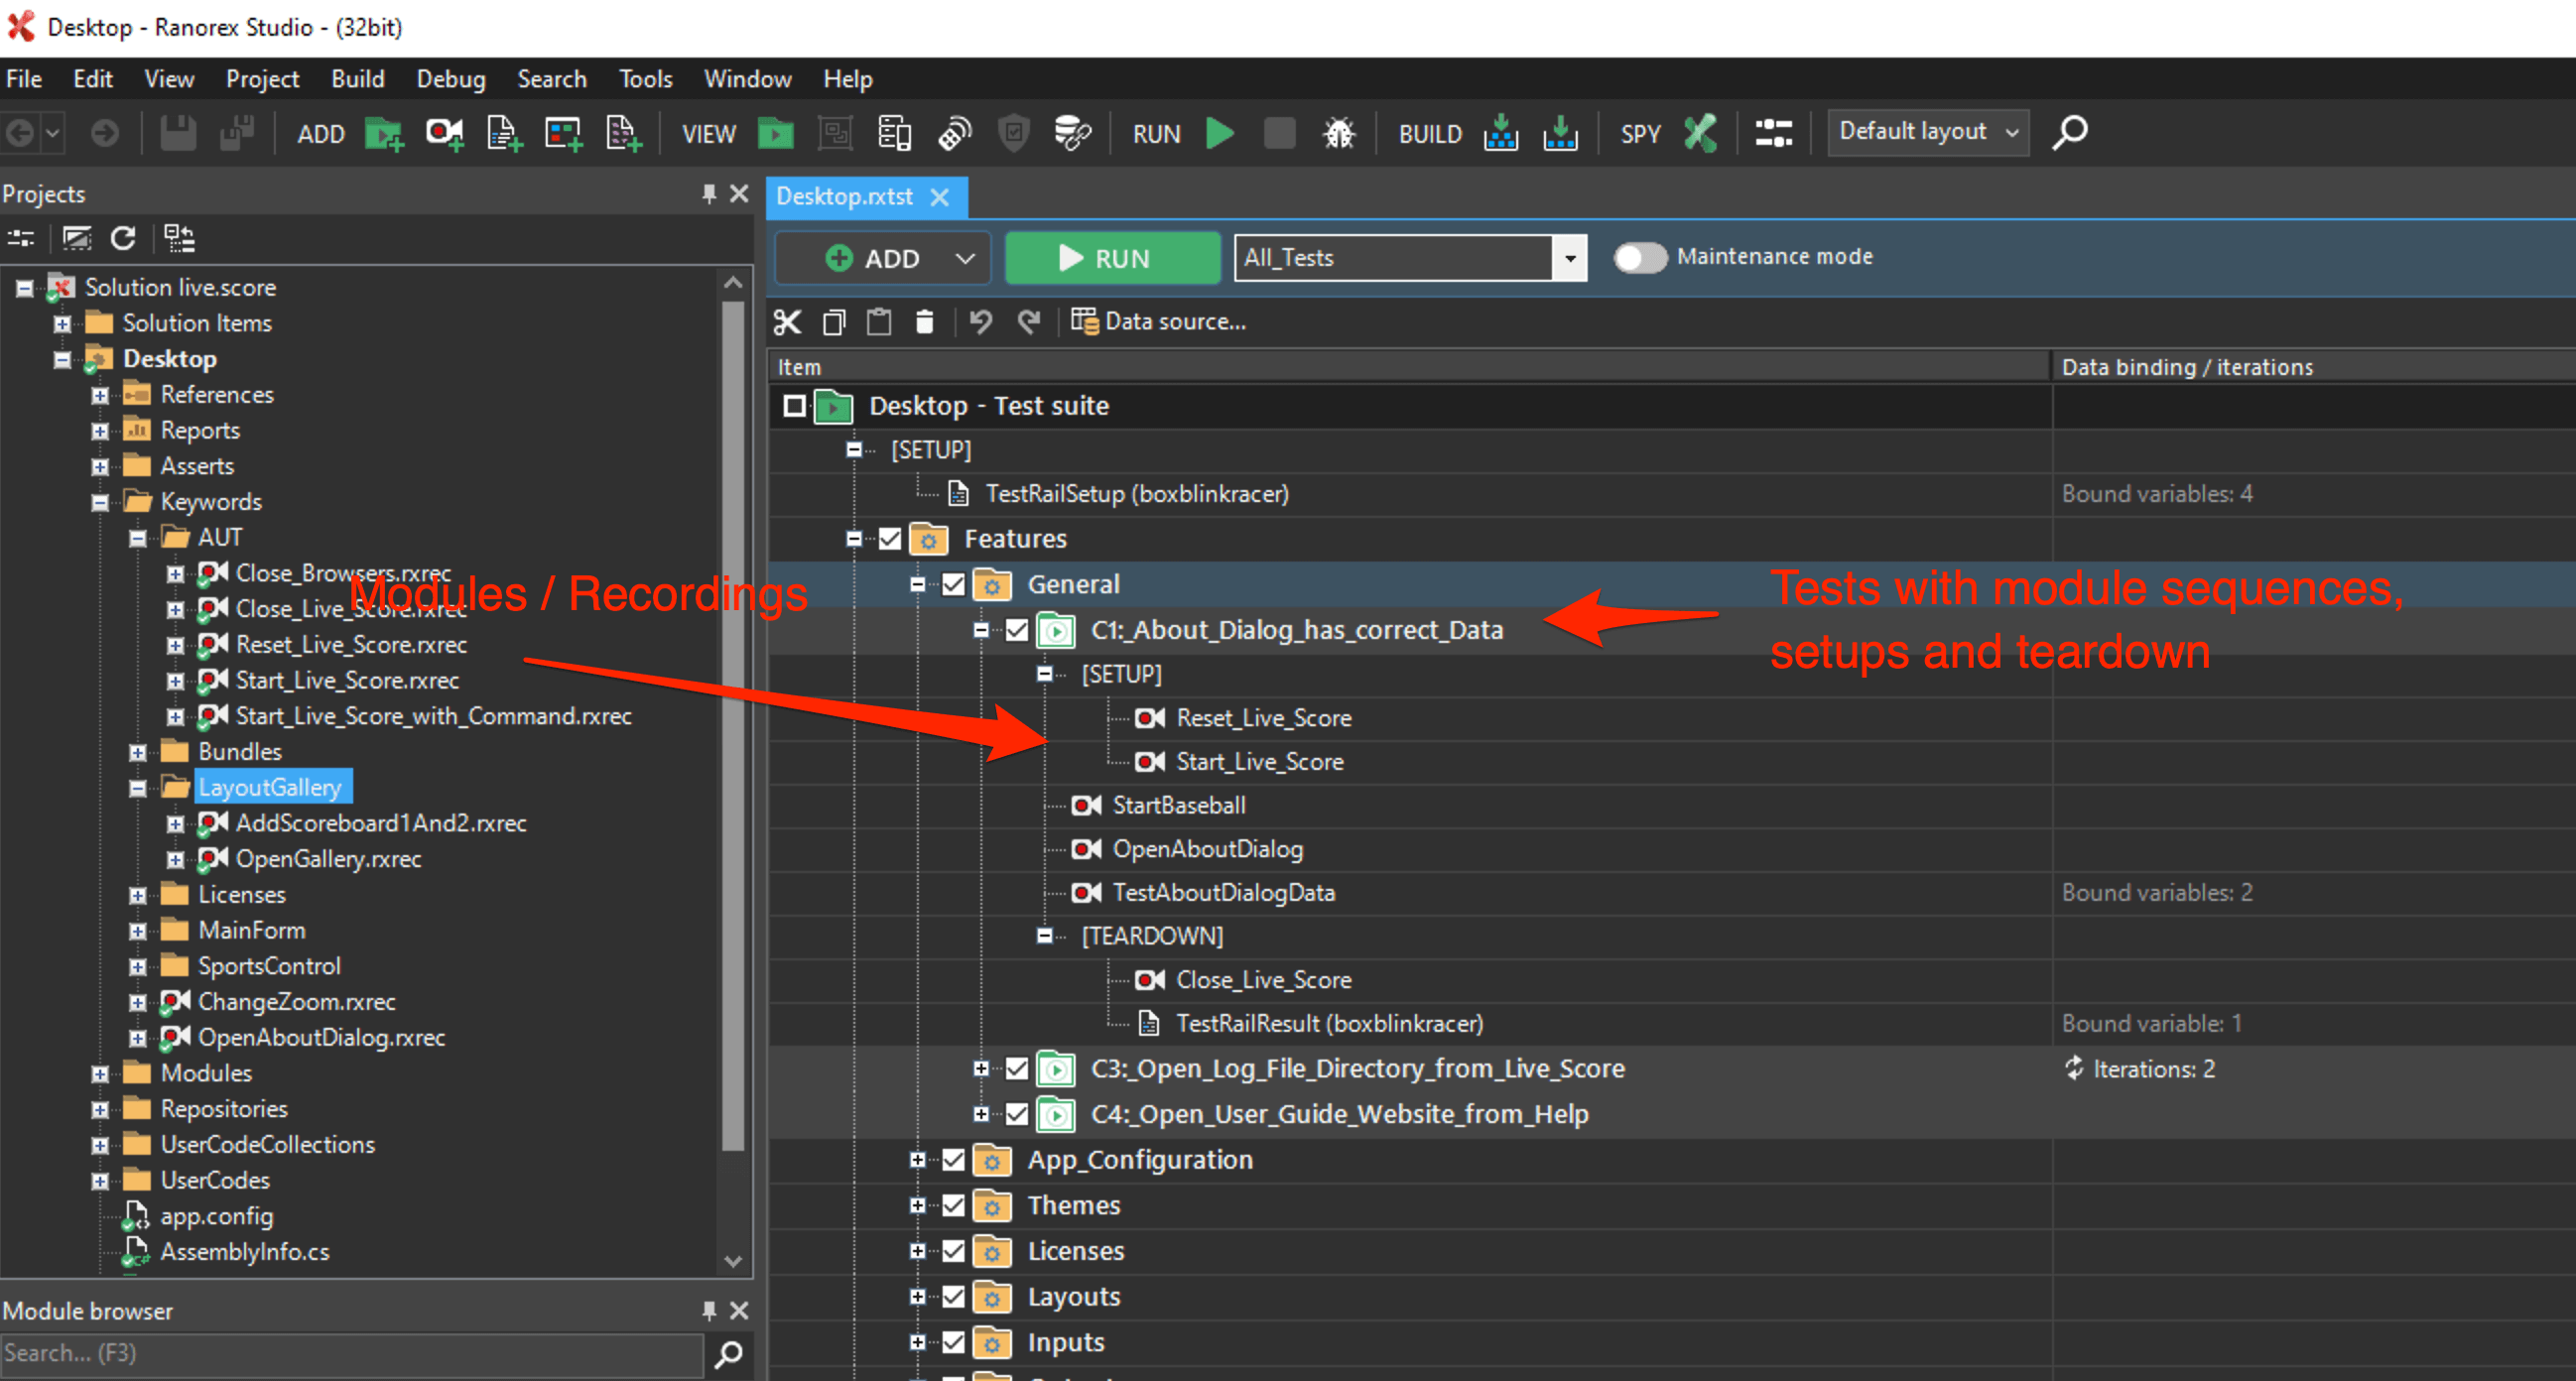 Desktop - Ranorex Studio - (32bit)
File Edit View Project Build Debug Search Tools Window Help
ADD VIEW RUN BUILD SPY Default layout
Projects
Solution live.score
Solution Items
Desktop
References
Reports
Asserts
Keywords
AUT
Close_Browsers.rxrec
Close_Live_Score.rxrec
Reset_Live_Score.rxrec
Start_Live_Score.rxrec
Start_Live_Score_with_Command.rxrec
Bundles
LayoutGallery
AddScoreboard1And2.rxrec
OpenGallery.rxrec
Licenses
MainForm
SportsControl
ChangeZoom.rxrec
OpenAboutDialog.rxrec
Modules
Repositories
UserCodeCollections
UserCodes
app.config
AssemblyInfo.cs
Modules / Recordings
Module browser
Search... (F3)
Desktop.rxtst
ADD RUN All_Tests Maintenance mode
Data source...
Item Data binding / iterations
Desktop - Test suite
[SETUP]
TestRailSetup (boxblinkracer) Bound variables: 4
Features
General
C1:_About_Dialog_has_correct_Data
Tests with module sequences,
setups and teardown
[SETUP]
Reset_Live_Score
Start_Live_Score
StartBaseball
OpenAboutDialog
TestAboutDialogData Bound variables: 2
[TEARDOWN]
Close_Live_Score
TestRailResult (boxblinkracer) Bound variable: 1
C3:_Open_Log_File_Directory_from_Live_Score Iterations: 2
C4:_Open_User_Guide_Website_from_Help
App_Configuration
Themes
Licenses
Layouts
Inputs